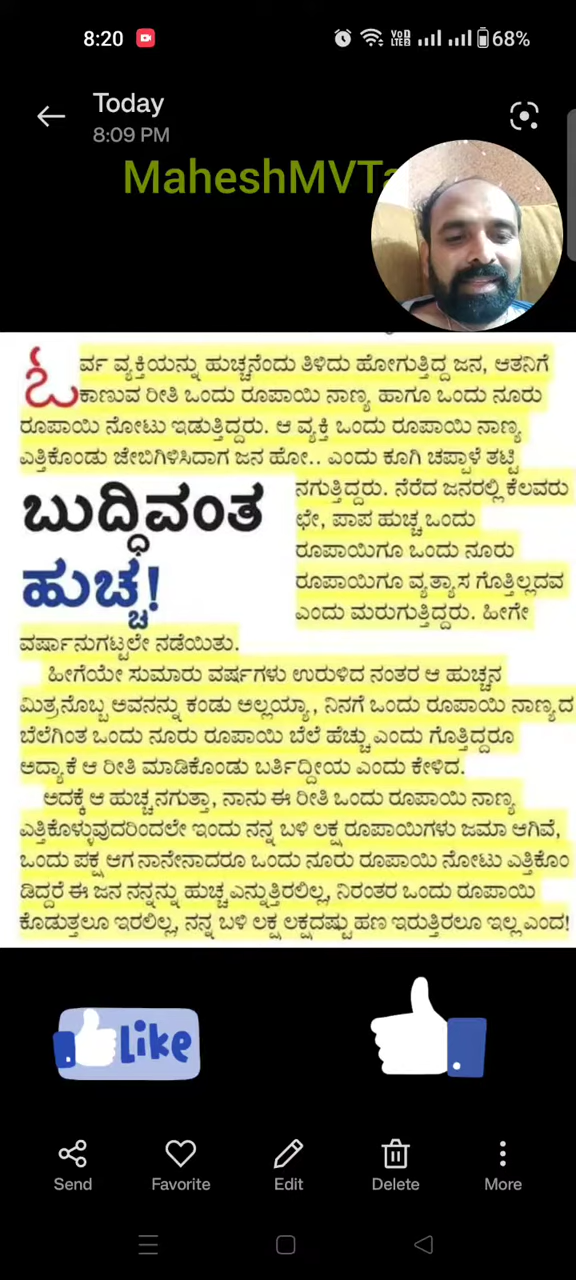 8:20
VoD LTE2 68%
Today
8:09 PM
MaheshMVTa
ಓರ್ವ ವ್ಯಕ್ತಿಯನ್ನು ಹುಚ್ಚನೆಂದು ತಿಳಿದು ಹೋಗುತ್ತಿದ್ದ ಜನ, ಆತನಿಗೆ
ಕಾಣುವ ರೀತಿ ಒಂದು ರೂಪಾಯಿ ನಾಣ್ಯ ಹಾಗೂ ಒಂದು ನೂರು
ರೂಪಾಯಿ ನೋಟು ಇಡುತ್ತಿದ್ದರು. ಆ ವ್ಯಕ್ತಿ ಒಂದು ರೂಪಾಯಿ ನಾಣ್ಯ
ಎತ್ತಿಕೊಂಡು ಜೇಬಿಗಿಳಿಸಿದಾಗ ಜನ ಹೋ.. ಎಂದು ಕೂಗಿ ಚಪ್ಪಾಳೆ ತಟ್ಟಿ
ಬುದ್ಧಿವಂತ
ಹುಚ್ಚ!
ನಗುತ್ತಿದ್ದರು. ನೆರೆದ ಜನರಲ್ಲಿ ಕೆಲವರು
ಛೇ, ಪಾಪ ಹುಚ್ಚ ಒಂದು
ರೂಪಾಯಿಗೂ ಒಂದು ನೂರು
ರೂಪಾಯಿಗೂ ವ್ಯತ್ಯಾಸ ಗೊತ್ತಿಲ್ಲದವ
ಎಂದು ಮರುಗುತ್ತಿದ್ದರು. ಹೀಗೇ
ವರ್ಷಾನುಗಟ್ಟಲೇ ನಡೆಯಿತು.
ಹೀಗೆಯೇ ಸುಮಾರು ವರ್ಷಗಳು ಉರುಳಿದ ನಂತರ ಆ ಹುಚ್ಚನ
ಮಿತ್ರನೊಬ್ಬ ಅವನನ್ನು ಕಂಡು ಅಲ್ಲಯ್ಯಾ, ನಿನಗೆ ಒಂದು ರೂಪಾಯಿ ನಾಣ್ಯದ
ಬೆಲೆಗಿಂತ ಒಂದು ನೂರು ರೂಪಾಯಿ ಬೆಲೆ ಹೆಚ್ಚು ಎಂದು ಗೊತ್ತಿದ್ದರೂ
ಅದ್ಯಾಕೆ ಆ ರೀತಿ ಮಾಡಿಕೊಂಡು ಬರ್ತಿದ್ದೀಯ ಎಂದು ಕೇಳಿದ.
ಅದಕ್ಕೆ ಆ ಹುಚ್ಚ ನಗುತ್ತಾ, ನಾನು ಈ ರೀತಿ ಒಂದು ರೂಪಾಯಿ ನಾಣ್ಯ
ಎತ್ತಿಕೊಳ್ಳುವುದರಿಂದಲೇ ಇಂದು ನನ್ನ ಬಳಿ ಲಕ್ಷ ರೂಪಾಯಿಗಳು ಜಮಾ ಆಗಿವೆ,
ಒಂದು ಪಕ್ಷ ಆಗ ನಾನೇನಾದರೂ ಒಂದು ನೂರು ರೂಪಾಯಿ ನೋಟು ಎತ್ತಿಕೊಂ
ಡಿದ್ದರೆ ಈ ಜನ ನನ್ನನ್ನು ಹುಚ್ಚ ಎನ್ನುತ್ತಿರಲಿಲ್ಲ, ನಿರಂತರ ಒಂದು ರೂಪಾಯಿ
ಕೊಡುತ್ತಲೂ ಇರಲಿಲ್ಲ, ನನ್ನ ಬಳಿ ಲಕ್ಷ ಲಕ್ಷದಷ್ಟು ಹಣ ಇರುತ್ತಿರಲೂ ಇಲ್ಲ ಎಂದ!
Like
Send Favorite Edit Delete More